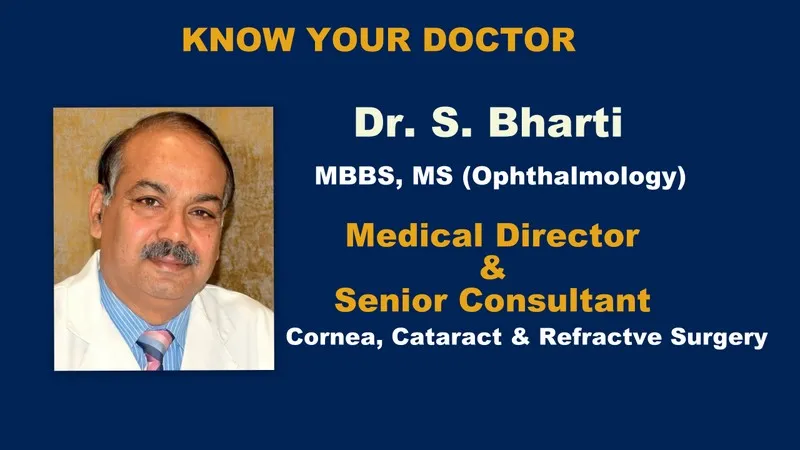 KNOW YOUR DOCTOR
Dr. S. Bharti
MBBS, MS (Ophthalmology)
Medical Director
&
Senior Consultant
Cornea, Cataract & Refractve Surgery